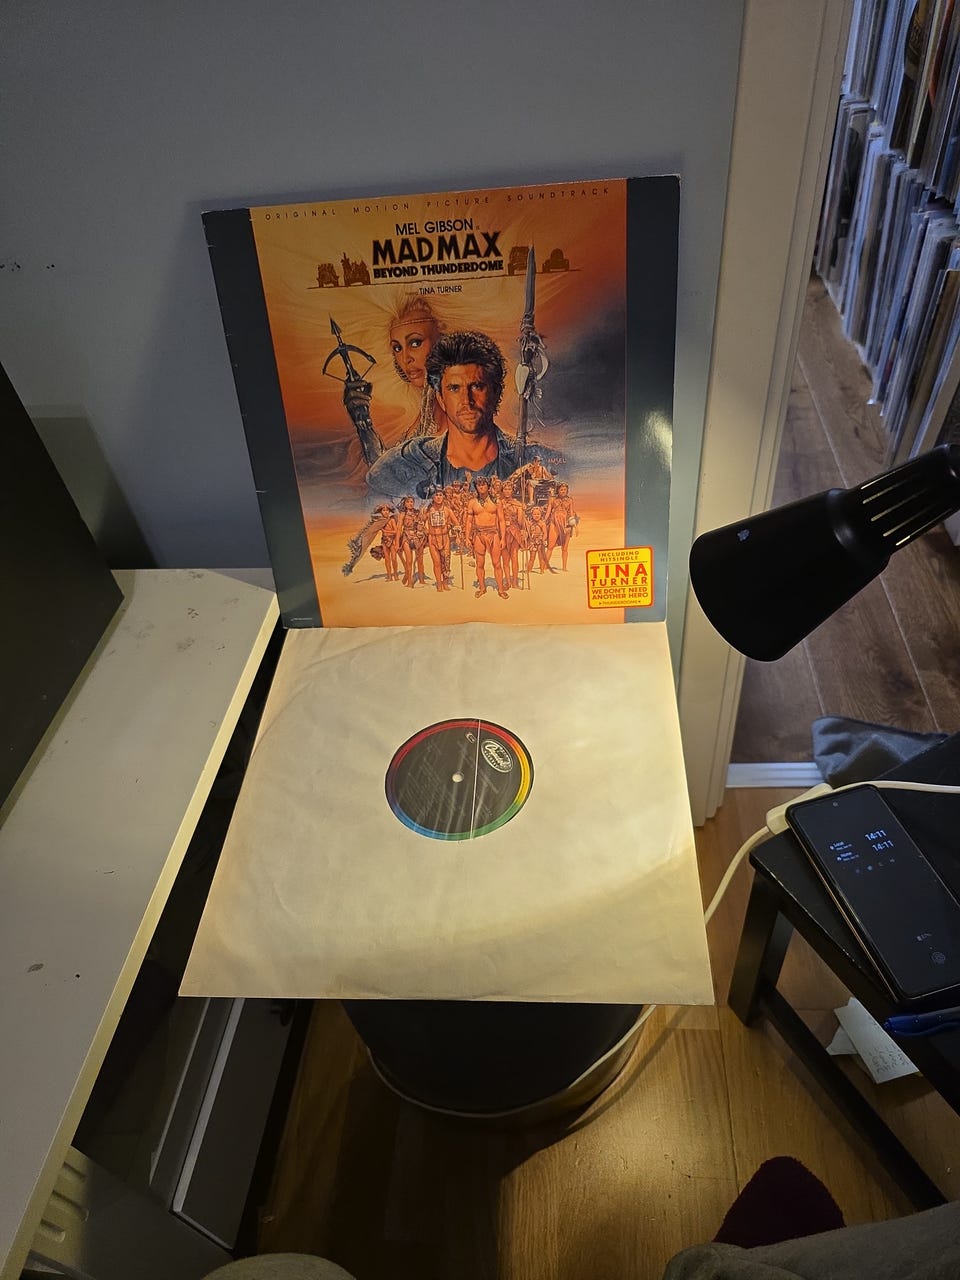 ORIGINAL MOTION PICTURE SOUNDTRACK
MEL GIBSON
MAD MAX
BEYOND THUNDERDOME
TINA TURNER
AMSEL
INCLUDING
HITSINGLE
TINA
TURNER
WE DON'T NEED
ANOTHER HERO
THUNDERDOME
Capitol
14:11
14:11